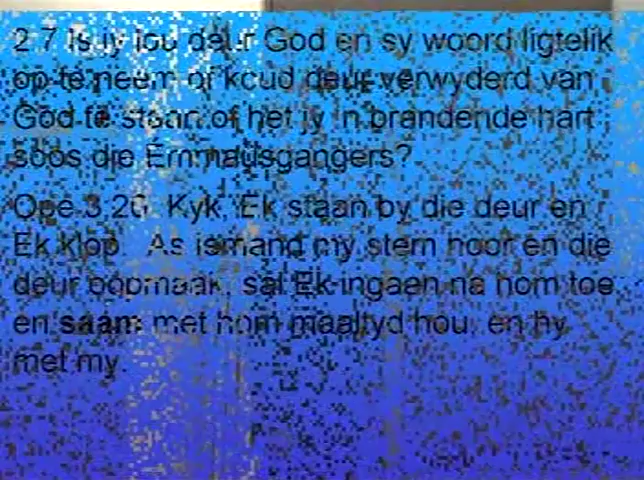 2.7 Is jy lou deur God en sy woord ligtelik
op te neem of koud deur verwyderd van
God te staan of het jy 'n brandende hart
soos die Emmausgangers?
Ope 3:20 Kyk, Ek staan by die deur en
Ek klop. As iemand my stem hoor en die
deur oopmaak, sal Ek ingaan na hom toe
en saam met hom maaltyd hou, en hy
met my.